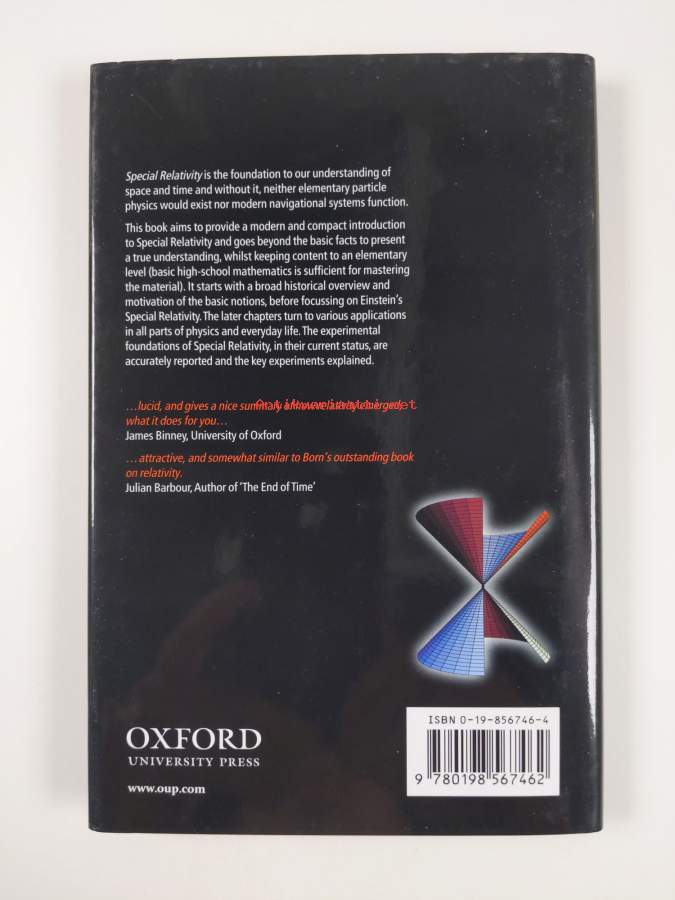 Special Relativity is the foundation to our understanding of
space and time and without it, neither elementary particle
physics would exist nor modern navigational systems function.
This book aims to provide a modern and compact introduction
to Special Relativity and goes beyond the basic facts to present
a true understanding, whilst keeping content to an elementary
level (basic high-school mathematics is sufficient for mastering
the material). It starts with a broad historical overview and
motivation of the basic notions, before focussing on Einstein's
Special Relativity. The later chapters turn to various applications
in all parts of physics and everyday life. The experimental
foundations of Special Relativity, in their current status, are
accurately reported and the key experiments explained.
…lucid, and gives a nice summary
what it does for you…
James Binney, University of Oxford
…attractive, and somewhat similar to Born's outstanding book
on relativity.
Julian Barbour, Author of 'The End of Time'
OXFORD
UNIVERSITY PRESS
www.oup.com
ISBN 0-19-856746-4
9 780198 567462